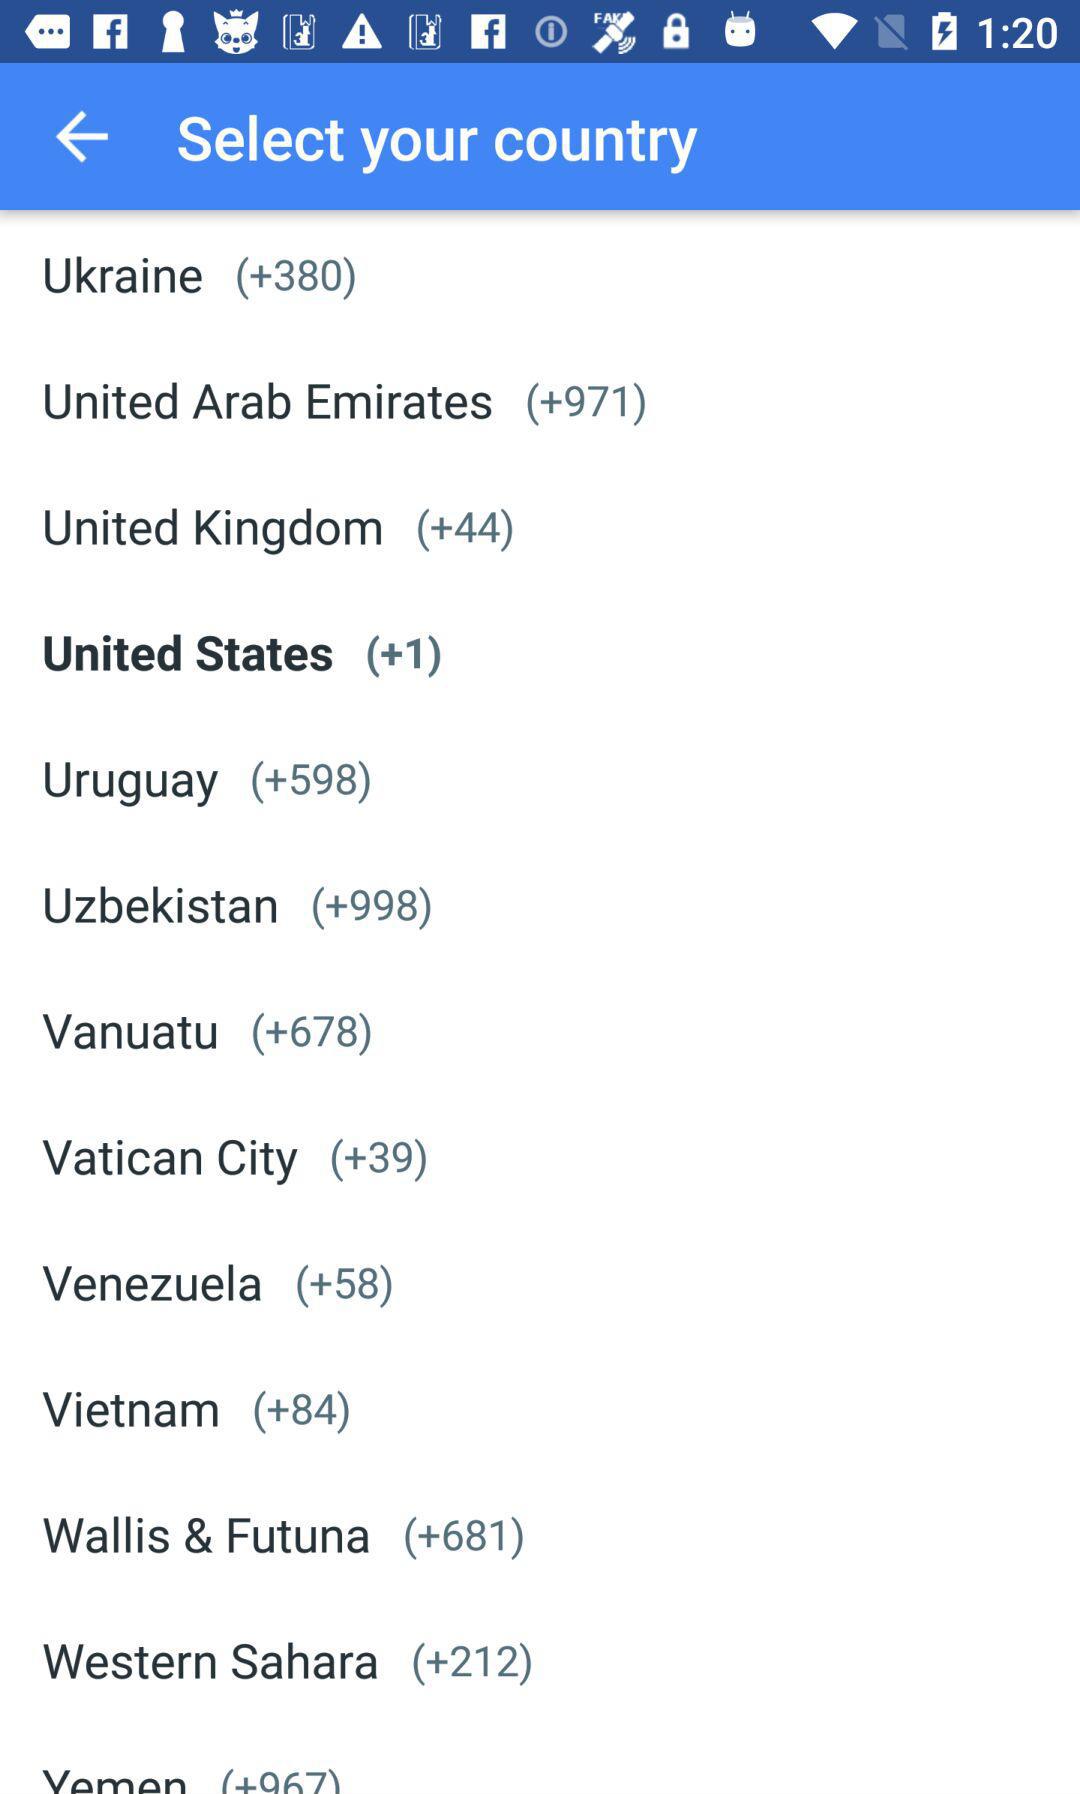 FAKE 1:20
Select your country
Ukraine (+380)
United Arab Emirates (+971)
United Kingdom (+44)
United States (+1)
Uruguay (+598)
Uzbekistan (+998)
Vanuatu (+678)
Vatican City (+39)
Venezuela (+58)
Vietnam (+84)
Wallis & Futuna (+681)
Western Sahara (+212)
Yemen (+967)